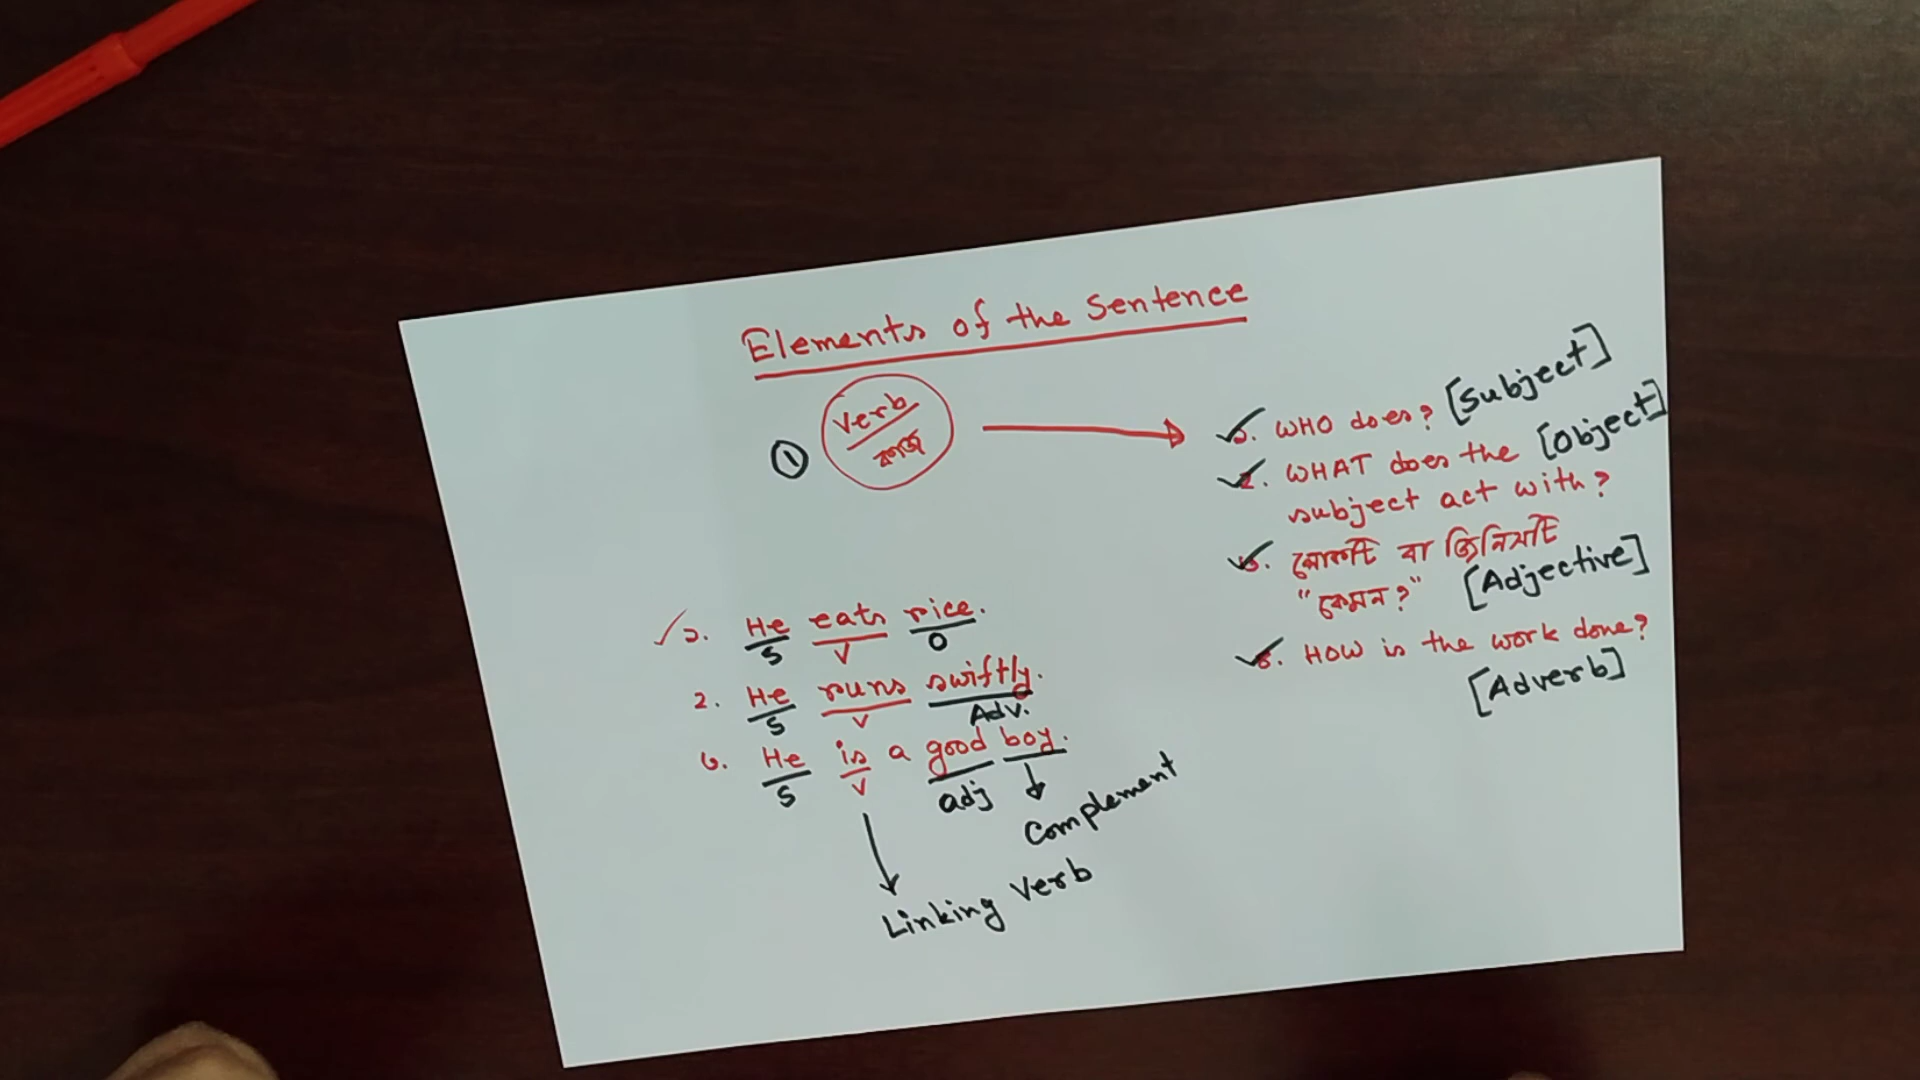 Elements of the Sentence
① Verb
কাজ
১. WHO does? [Subject]
২. WHAT does the [Object]
subject act with?
৩. লোকটি বা জিনিসটি
"কেমন?" [Adjective]
৪. HOW is the work done?
[Adverb]
১. He eats rice.
S V O
২. He runs swiftly.
S V Adv.
৩. He is a good boy.
S V adj
Complement
Linking Verb